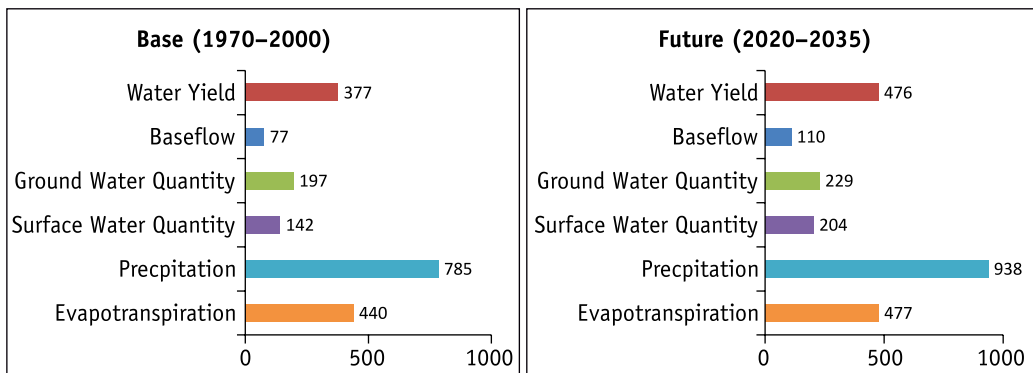 Base (1970–2000)
Water Yield 377
Baseflow 77
Ground Water Quantity 197
Surface Water Quantity 142
Precpitation 785
Evapotranspiration 440
0 500 1000
Future (2020–2035)
Water Yield 476
Baseflow 110
Ground Water Quantity 229
Surface Water Quantity 204
Precpitation 938
Evapotranspiration 477
0 500 1000